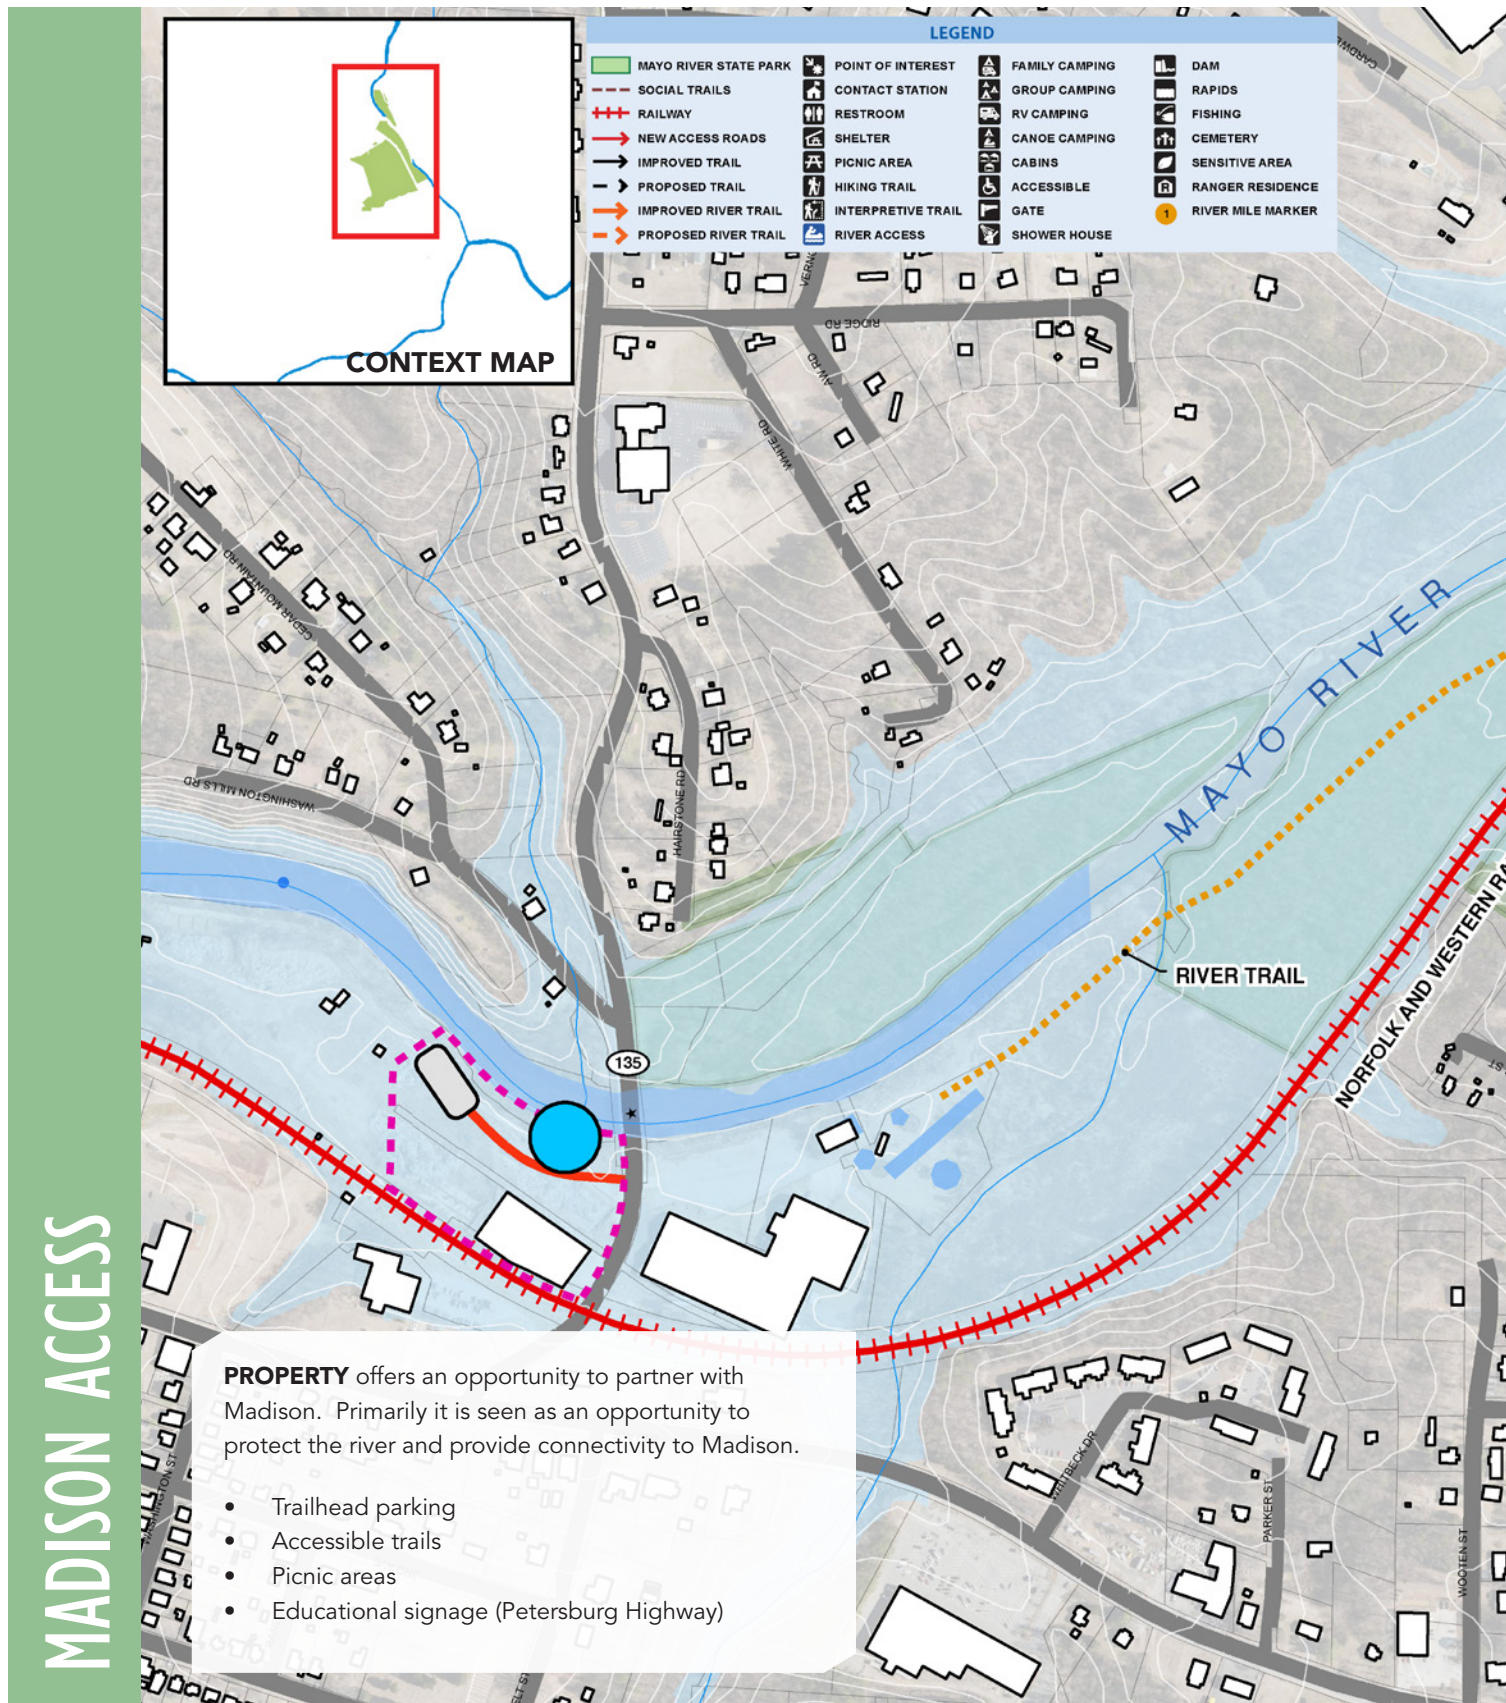 MADISON ACCESS
CONTEXT MAP
LEGEND
MAYO RIVER STATE PARK
SOCIAL TRAILS
RAILWAY
NEW ACCESS ROADS
IMPROVED TRAIL
PROPOSED TRAIL
IMPROVED RIVER TRAIL
PROPOSED RIVER TRAIL
POINT OF INTEREST
CONTACT STATION
RESTROOM
SHELTER
PICNIC AREA
HIKING TRAIL
INTERPRETIVE TRAIL
RIVER ACCESS
FAMILY CAMPING
GROUP CAMPING
RV CAMPING
CANOE CAMPING
CABINS
ACCESSIBLE
GATE
SHOWER HOUSE
DAM
RAPIDS
FISHING
CEMETERY
SENSITIVE AREA
RANGER RESIDENCE
1 RIVER MILE MARKER
RIDGE RD
AW RD
WHITE RD
CEDAR MOUNTAIN RD
WASHINGTON MILLS RD
HAIRSTONE RD
MAYO RIVER
RIVER TRAIL
135
NORFOLK AND WESTERN RA
WASHINGTON ST
WHITBECK DR
PARKER ST
WOOTEN ST
PROPERTY offers an opportunity to partner with
Madison. Primarily it is seen as an opportunity to
protect the river and provide connectivity to Madison.
• Trailhead parking
• Accessible trails
• Picnic areas
• Educational signage (Petersburg Highway)